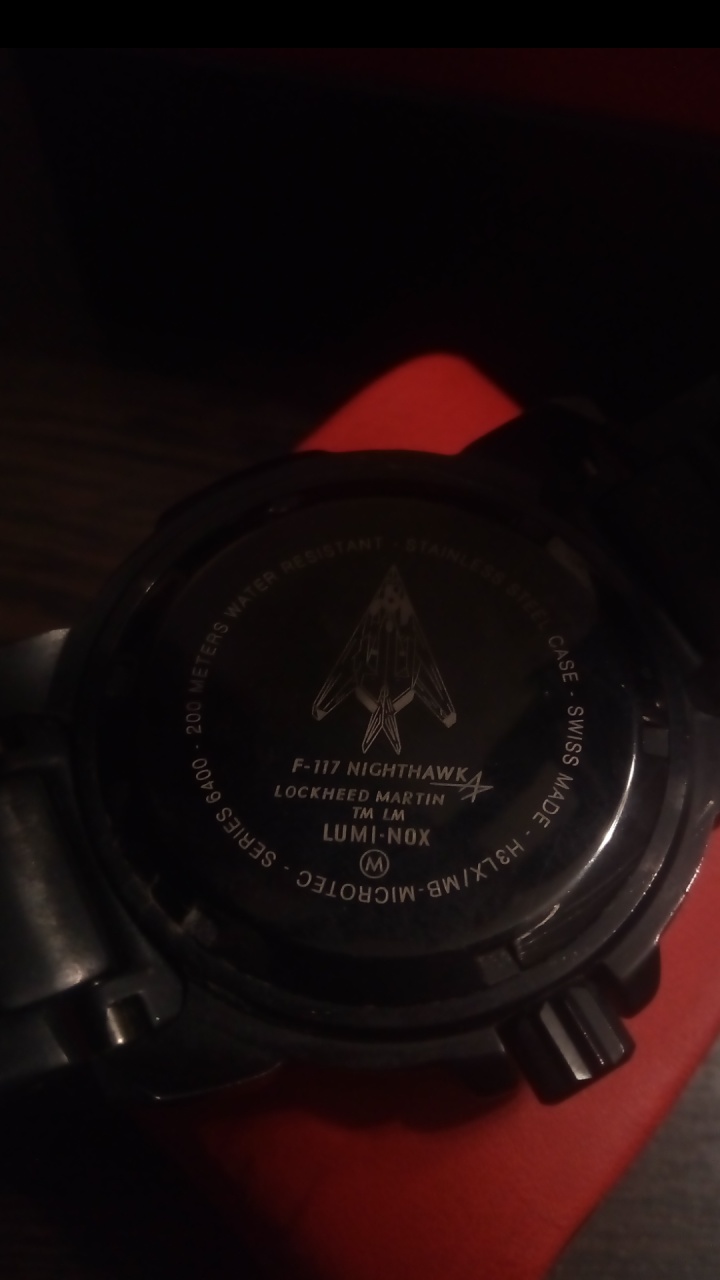 200 METERS WATER RESISTANT · STAINLESS STEEL CASE · SWISS MADE · H3LX/MB-MICROTEC · SERIES 6400 ·
F-117 NIGHTHAWK
LOCKHEED MARTIN
TM LM
LUMI·NOX
M